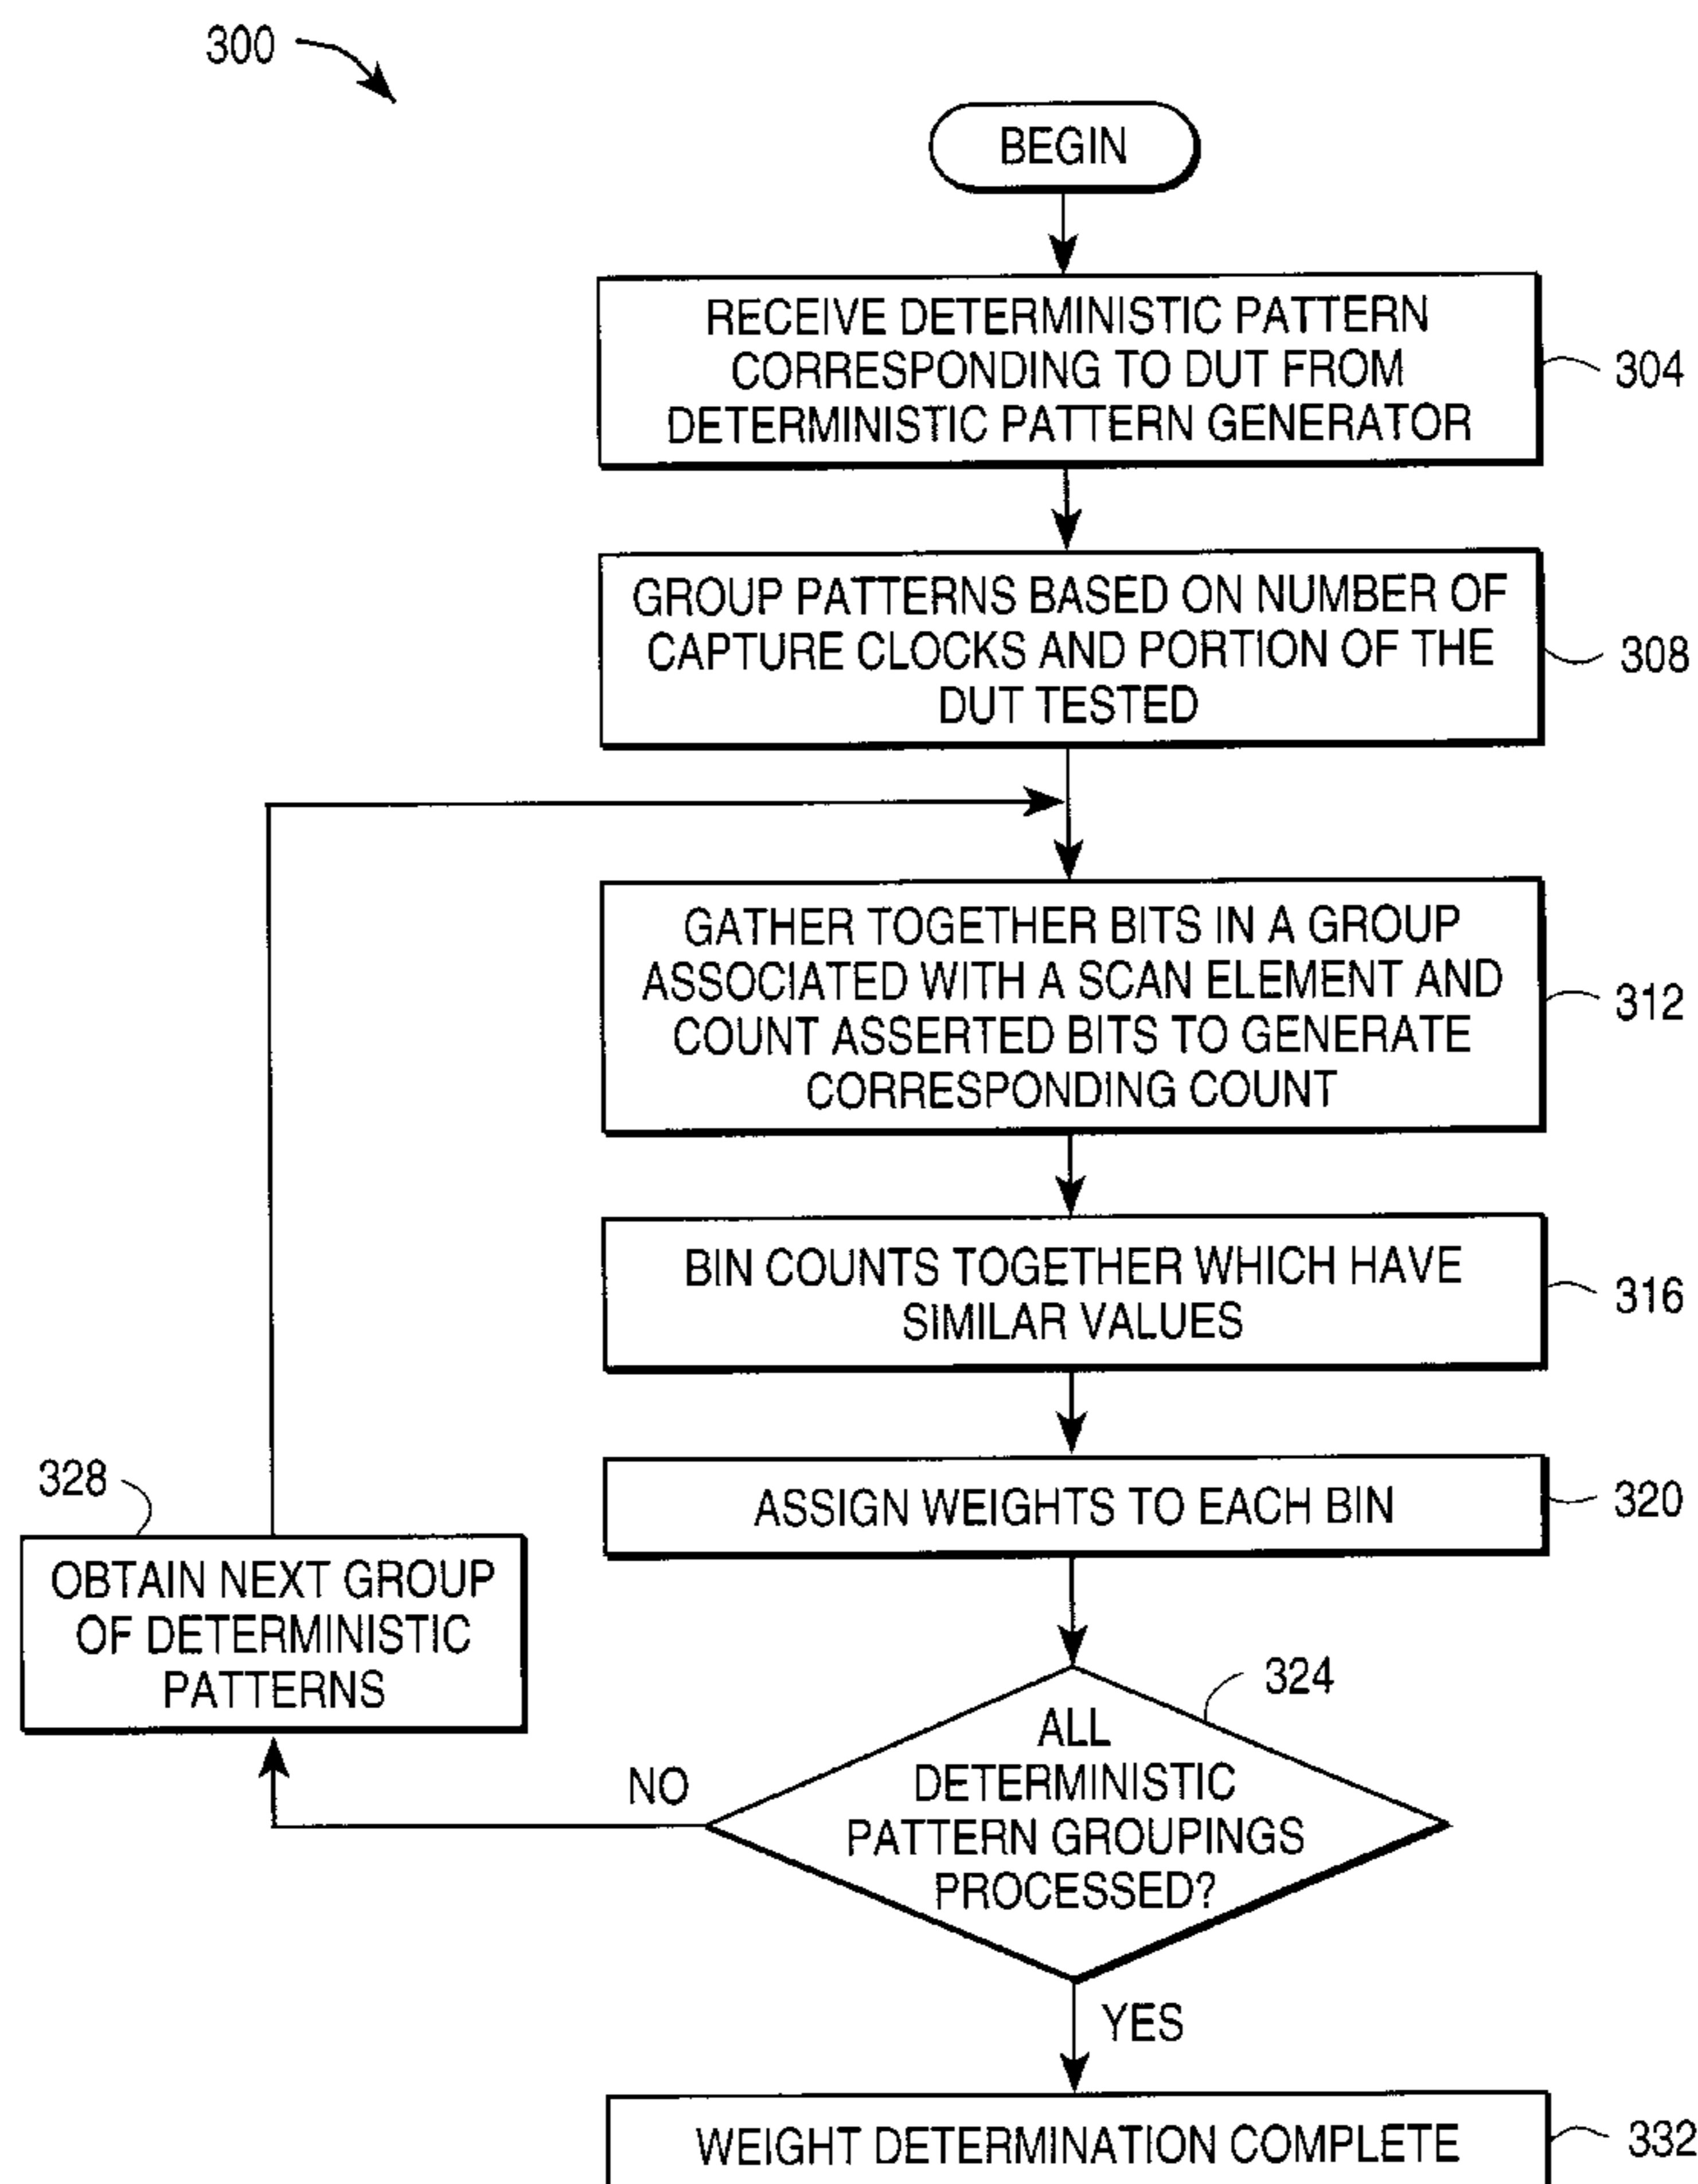 300
BEGIN
RECEIVE DETERMINISTIC PATTERN
CORRESPONDING TO DUT FROM
DETERMINISTIC PATTERN GENERATOR
304
GROUP PATTERNS BASED ON NUMBER OF
CAPTURE CLOCKS AND PORTION OF THE
DUT TESTED
308
GATHER TOGETHER BITS IN A GROUP
ASSOCIATED WITH A SCAN ELEMENT AND
COUNT ASSERTED BITS TO GENERATE
CORRESPONDING COUNT
312
BIN COUNTS TOGETHER WHICH HAVE
SIMILAR VALUES
316
ASSIGN WEIGHTS TO EACH BIN
320
328
OBTAIN NEXT GROUP
OF DETERMINISTIC
PATTERNS
324
ALL
DETERMINISTIC
PATTERN GROUPINGS
PROCESSED?
NO
YES
WEIGHT DETERMINATION COMPLETE
332